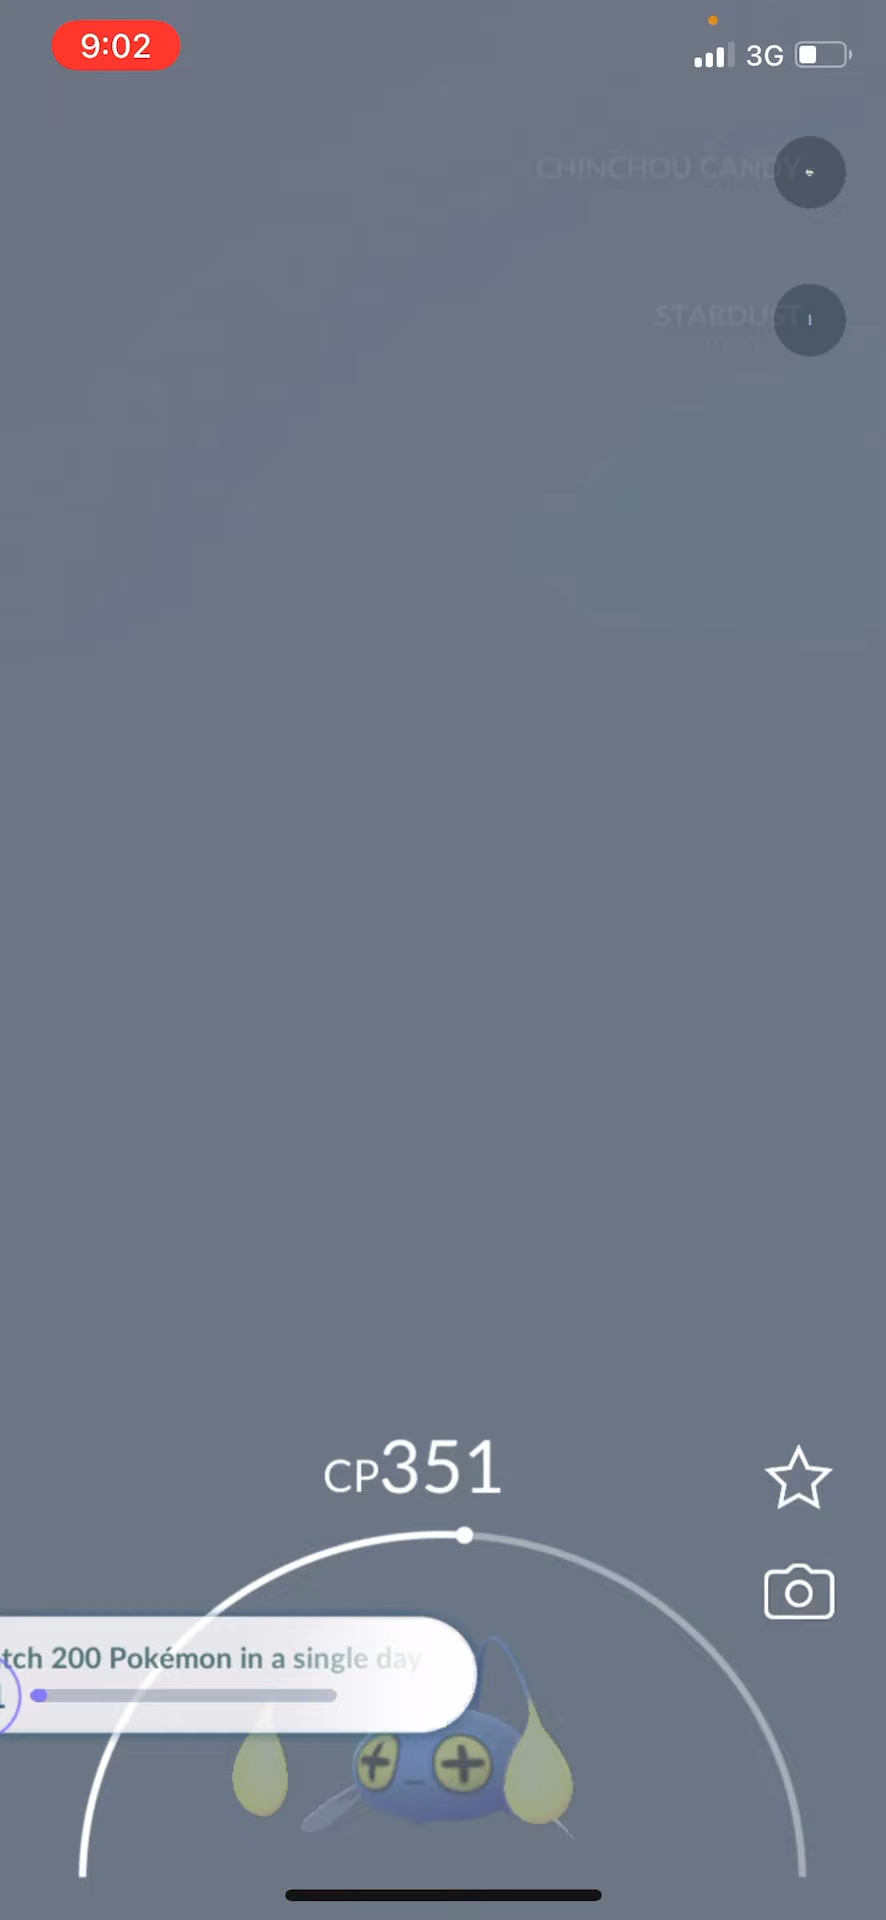 9:02
3G
CHINCHOU CANDY
STARDUST
CP351
tch 200 Pokémon in a single day